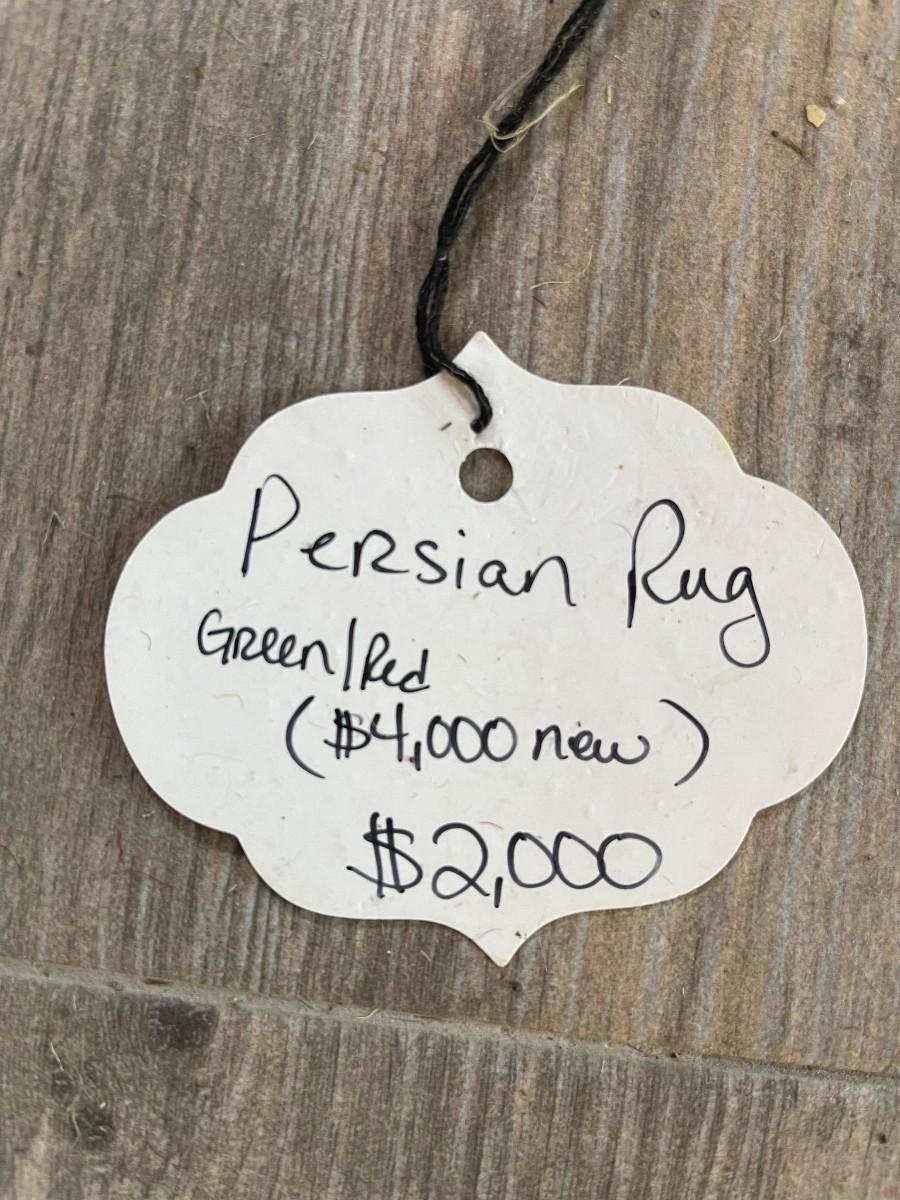 Persian Rug
Green/Red
($4,000 new)
$2,000